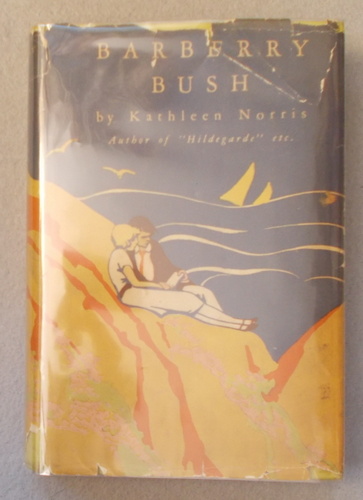 BARBERRY
BUSH
by Kathleen Norris
Author of "Hildegarde" etc.